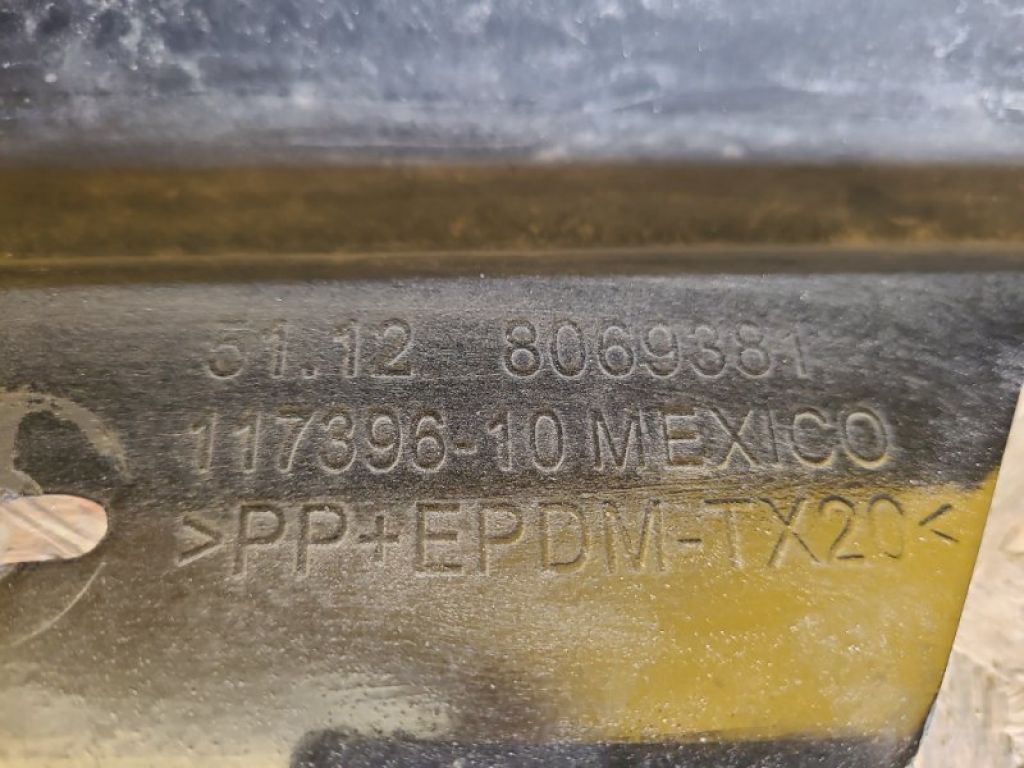 51.12 8069381
117396-10 MEXICO
>PP+EPDM-TX20<